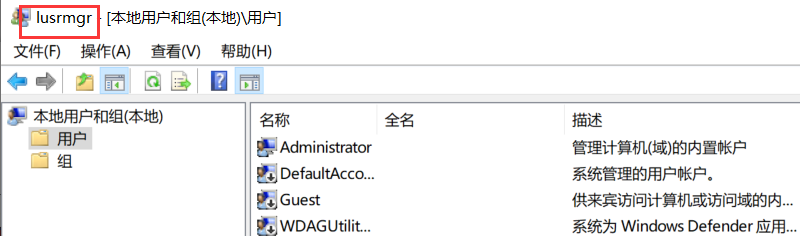 lusrmgr - [本地用户和组(本地)\用户]
文件(F) 操作(A) 查看(V) 帮助(H)
本地用户和组(本地)
用户
组
名称 全名 描述
Administrator 管理计算机(域)的内置帐户
DefaultAcco... 系统管理的用户帐户。
Guest 供来宾访问计算机或访问域的内...
WDAGUtilit... 系统为 Windows Defender 应用...